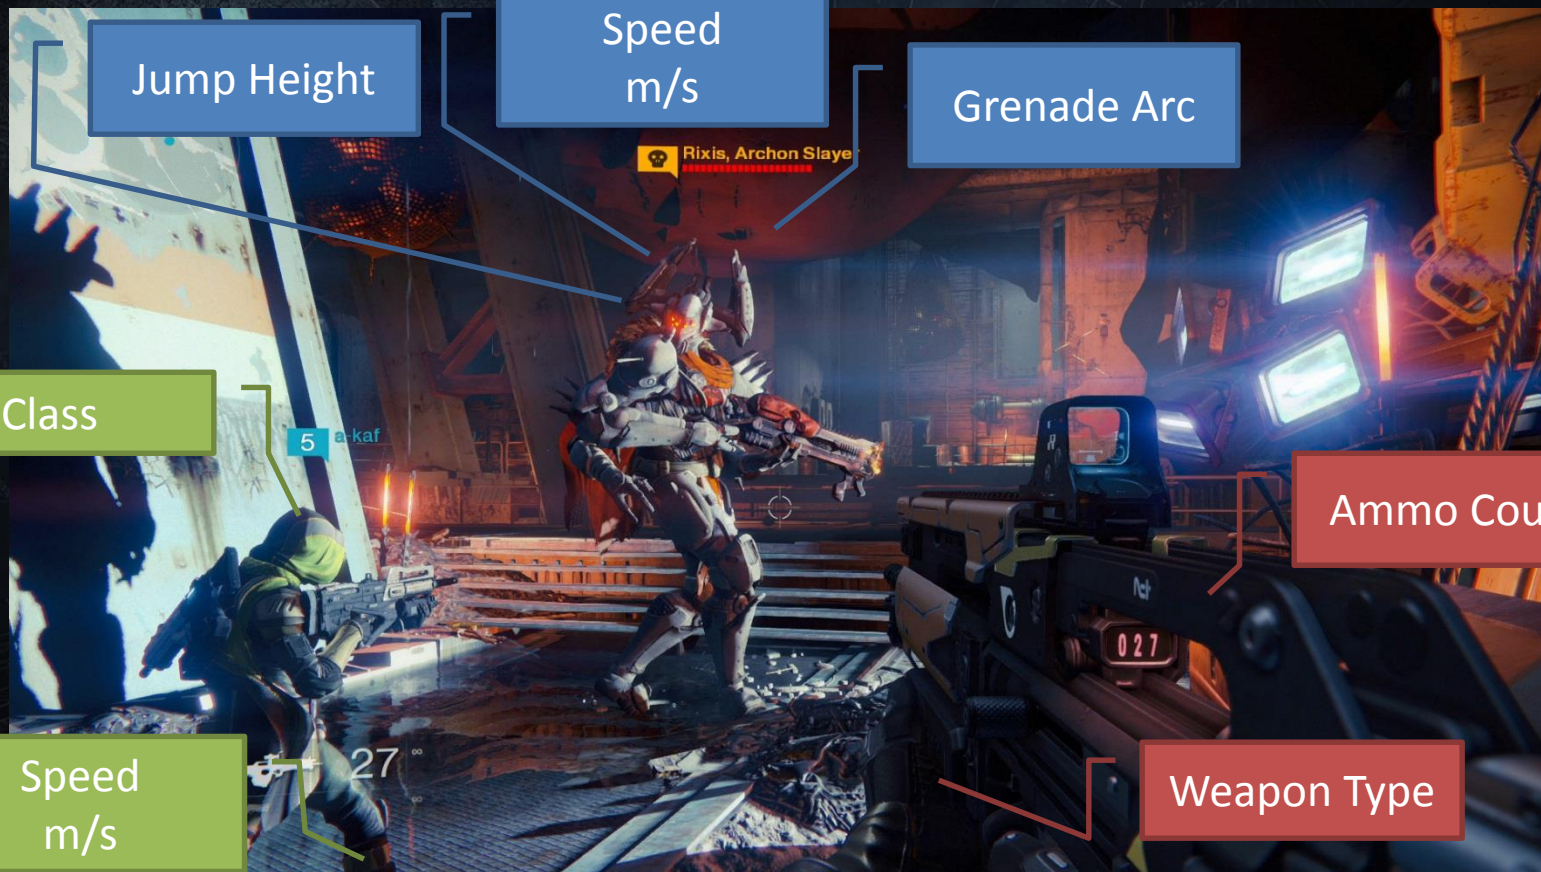 Jump Height
Speed
m/s
Grenade Arc
Rixis, Archon Slaye
Class
5 a-kaf
Ammo Cou
027
Speed
m/s
27 ∞
∞
Weapon Type